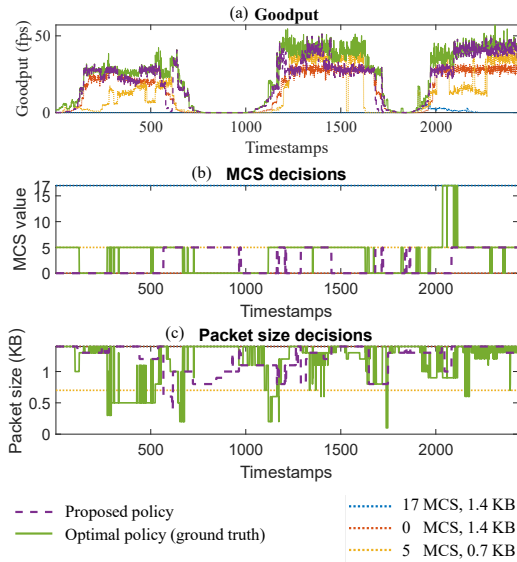 (a) Goodput
Goodput (fps)
50
0
500
1000
1500
2000
Timestamps
(b) MCS decisions
MCS value
17
15
10
5
0
500
1000
1500
2000
Timestamps
(c) Packet size decisions
Packet size (KB)
1
0.5
0
500
1000
1500
2000
Timestamps
Proposed policy
Optimal policy (ground truth)
17 MCS, 1.4 KB
0 MCS, 1.4 KB
5 MCS, 0.7 KB